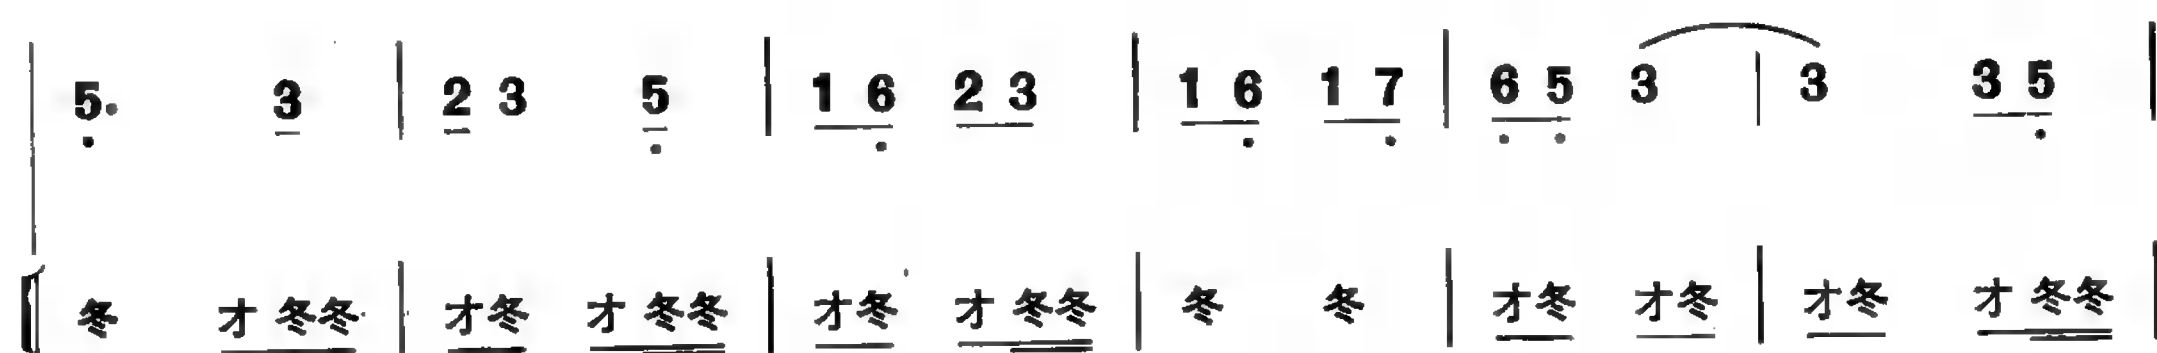 5. 3 | 2 3 5 | 1 6 2 3 | 1 6 1 7 | 6 5 3 | 3 3 5 |
冬 才 冬冬 | 才冬 才 冬冬 | 才冬 才 冬冬 | 冬 冬 | 才冬 才冬 | 才冬 才 冬冬 |